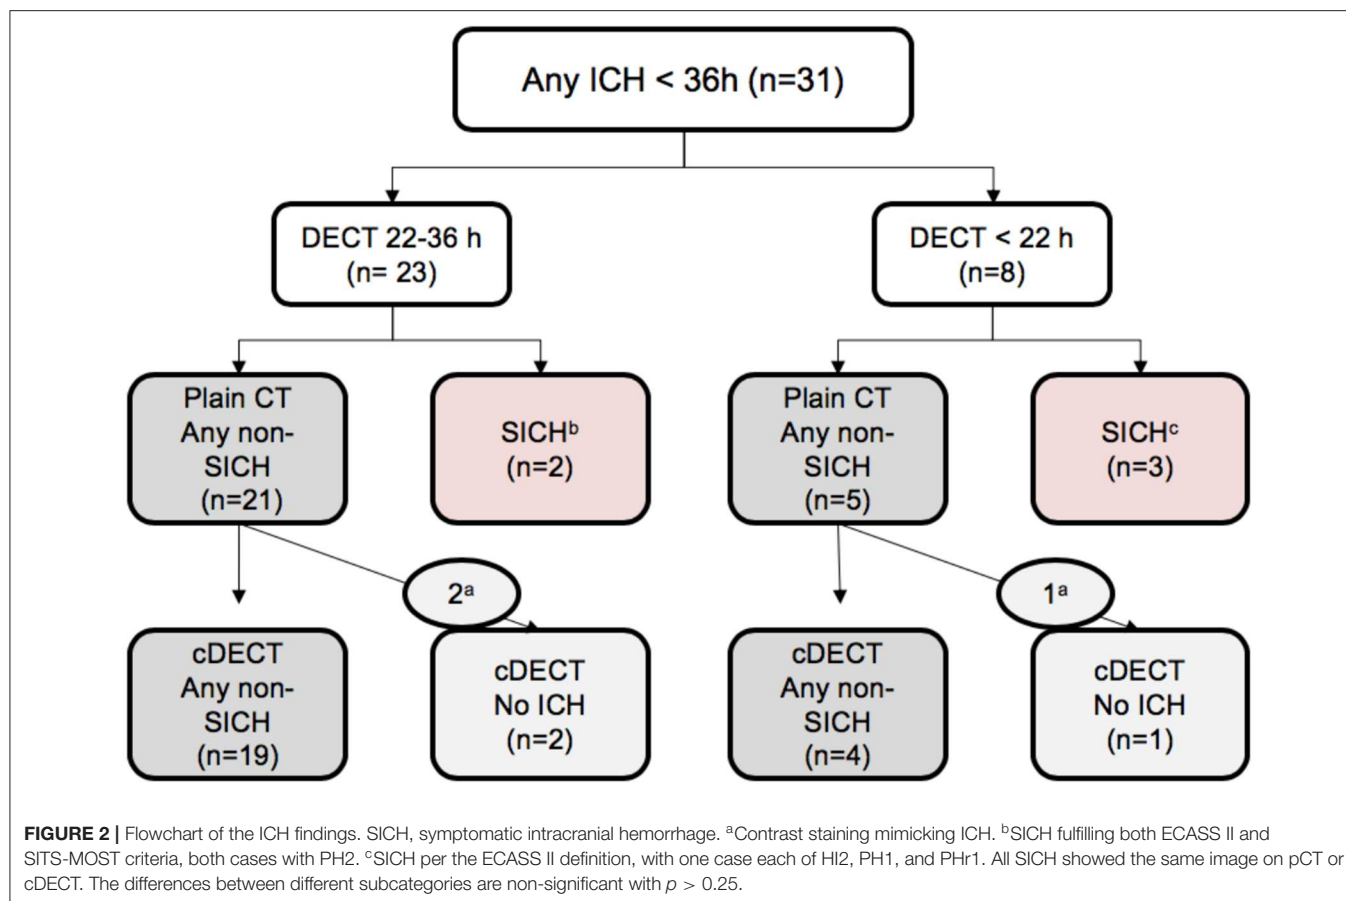 Any ICH < 36h (n=31)
DECT 22-36 h
(n= 23)
DECT < 22 h
(n=8)
Plain CT
Any non-
SICH
(n=21)
SICHᵇ
(n=2)
Plain CT
Any non-
SICH
(n=5)
SICHᶜ
(n=3)
2ᵃ
1ᵃ
cDECT
Any non-
SICH
(n=19)
cDECT
No ICH
(n=2)
cDECT
Any non-
SICH
(n=4)
cDECT
No ICH
(n=1)
FIGURE 2 | Flowchart of the ICH findings. SICH, symptomatic intracranial hemorrhage. ᵃContrast staining mimicking ICH. ᵇSICH fulfilling both ECASS II and
SITS-MOST criteria, both cases with PH2. ᶜSICH per the ECASS II definition, with one case each of HI2, PH1, and PHr1. All SICH showed the same image on pCT or
cDECT. The differences between different subcategories are non-significant with p > 0.25.